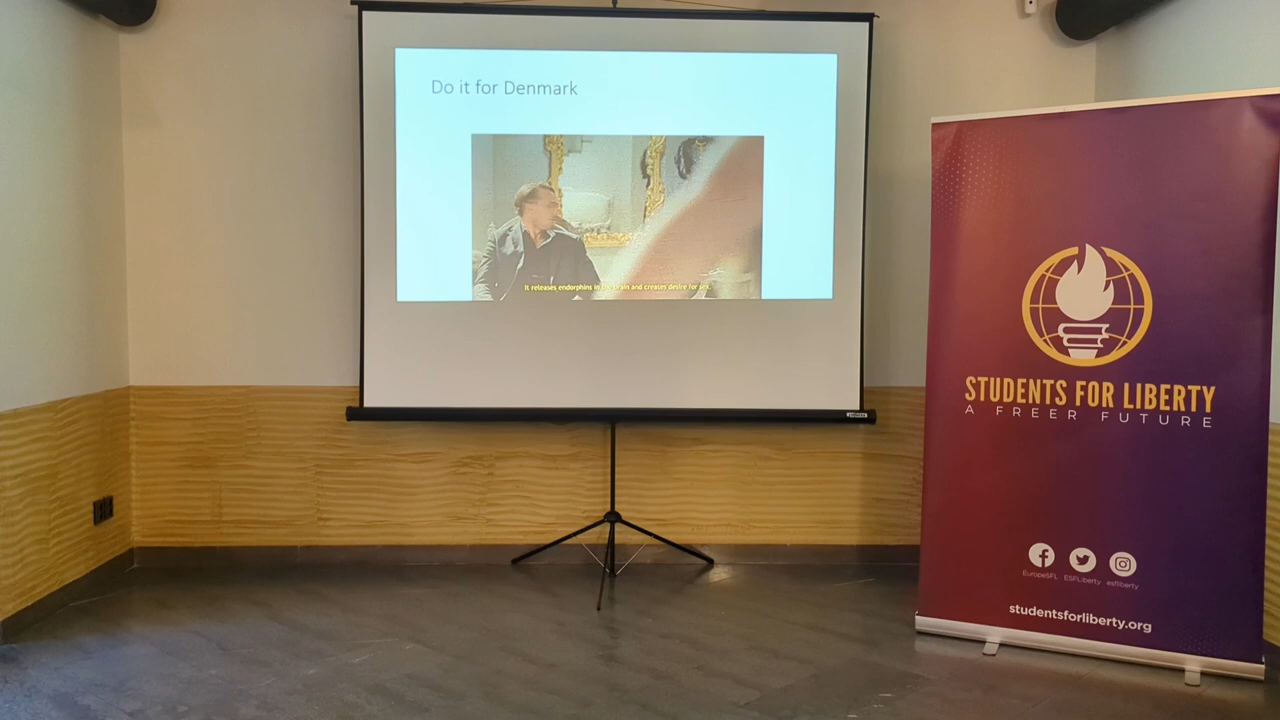 Do it for Denmark
It releases endorphins in the brain and creates desire for sex.
STUDENTS FOR LIBERTY
A FREER FUTURE
EuropeSFL ESFLiberty esfliberty
studentsforliberty.org